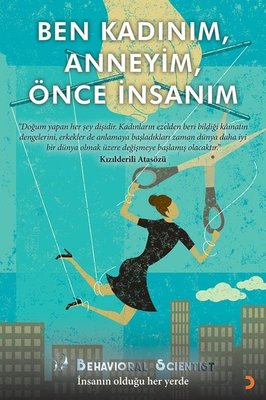 BEN KADINIM,
ANNEYİM,
ÖNCE İNSANIM
"Doğum yapan her şey dişidir. Kadınların ezelden beri bildiği kâinatın
dengelerini, erkekler de anlamaya başladıkları zaman dünya daha iyi
bir dünya olmak üzere değişmeye başlamış olacaktır."
Kızılderili Atasözü
BEHAVIORAL SCIENTIST
İnsanın olduğu her yerde